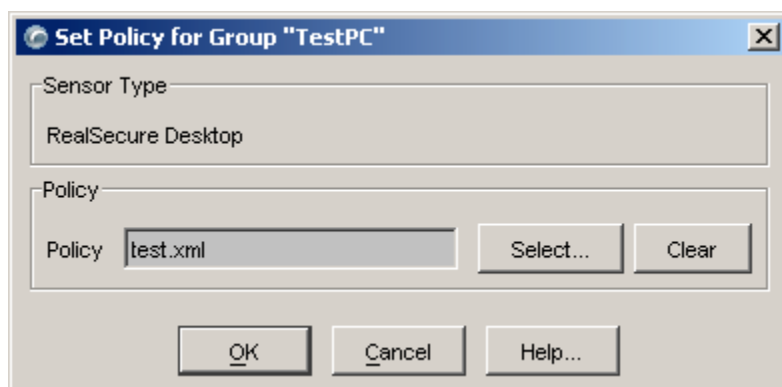 Set Policy for Group "TestPC"
Sensor Type
RealSecure Desktop
Policy
Policy test.xml Select... Clear
OK Cancel Help...